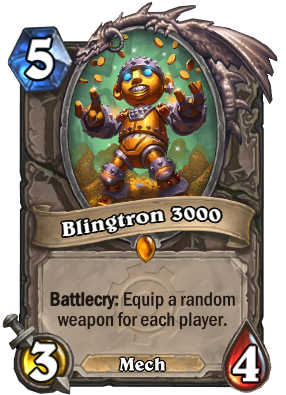 5
Blingtron 3000
Battlecry: Equip a random
weapon for each player.
3
Mech
4